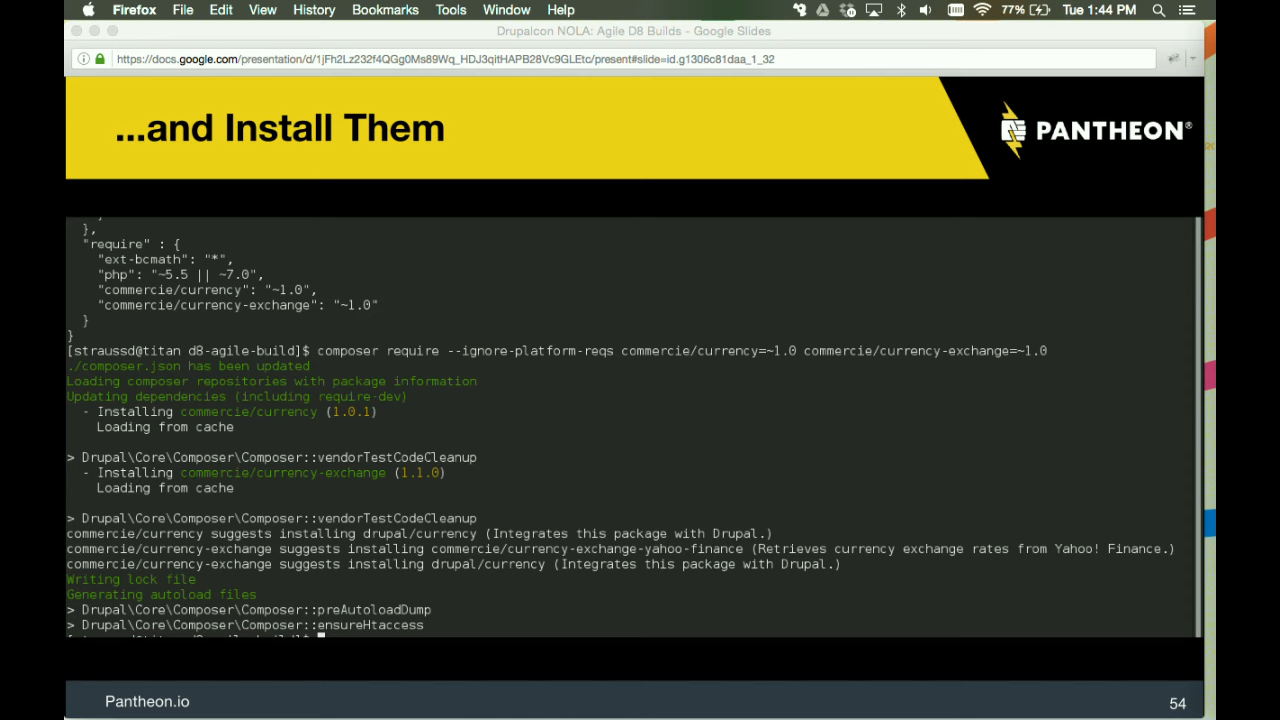 Firefox File Edit View History Bookmarks Tools Window Help 77% Tue 1:44 PM
Drupalcon NOLA: Agile D8 Builds - Google Slides
https://docs.google.com/presentation/d/1jFh2Lz232f4QGg0Ms89Wq_HDJ3qitHAPB28Vc9GLEtc/present#slide=id.g1306c81daa_1_32
...and Install Them
PANTHEON®
},
"require" : {
"ext-bcmath": "*",
"php": "~5.5 || ~7.0",
"commercie/currency": "~1.0",
"commercie/currency-exchange": "~1.0"
}
}
[straussd@titan d8-agile-build]$ composer require --ignore-platform-reqs commercie/currency=~1.0 commercie/currency-exchange=~1.0
./composer.json has been updated
Loading composer repositories with package information
Updating dependencies (including require-dev)
- Installing commercie/currency (1.0.1)
Loading from cache
> Drupal\Core\Composer\Composer::vendorTestCodeCleanup
- Installing commercie/currency-exchange (1.1.0)
Loading from cache
> Drupal\Core\Composer\Composer::vendorTestCodeCleanup
commercie/currency suggests installing drupal/currency (Integrates this package with Drupal.)
commercie/currency-exchange suggests installing commercie/currency-exchange-yahoo-finance (Retrieves currency exchange rates from Yahoo! Finance.)
commercie/currency-exchange suggests installing drupal/currency (Integrates this package with Drupal.)
Writing lock file
Generating autoload files
> Drupal\Core\Composer\Composer::preAutoloadDump
> Drupal\Core\Composer\Composer::ensureHtaccess
Pantheon.io
54